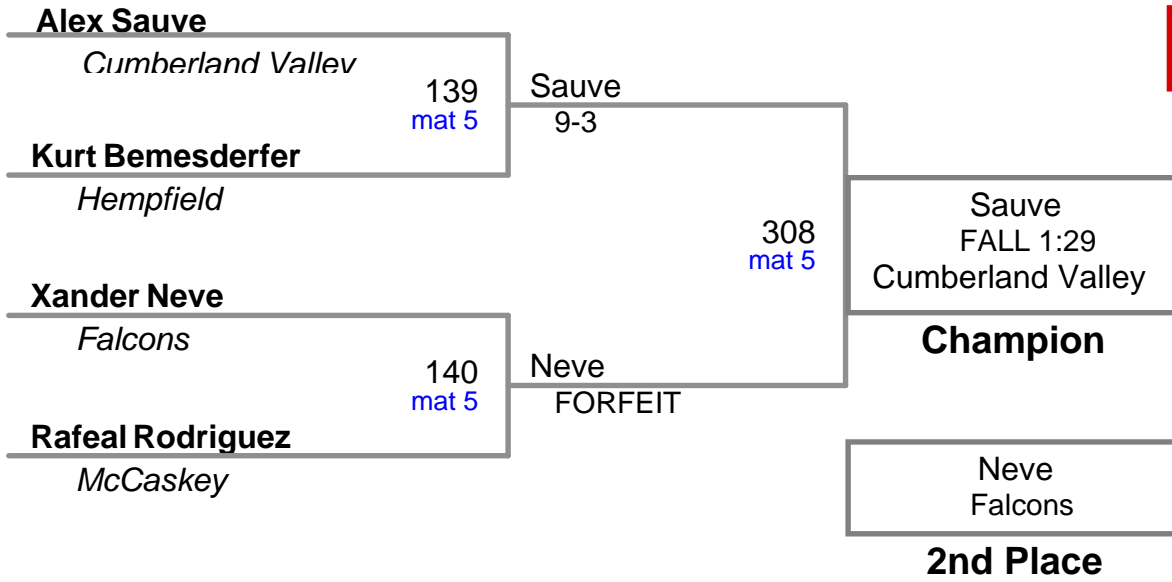 Alex Sauve
Cumberland Valley
139
mat 5
Sauve
9-3
Kurt Bemesderfer
Hempfield
308
mat 5
Sauve
FALL 1:29
Cumberland Valley
Champion
Xander Neve
Falcons
140
mat 5
Neve
FORFEIT
Rafeal Rodriguez
McCaskey
Neve
Falcons
2nd Place